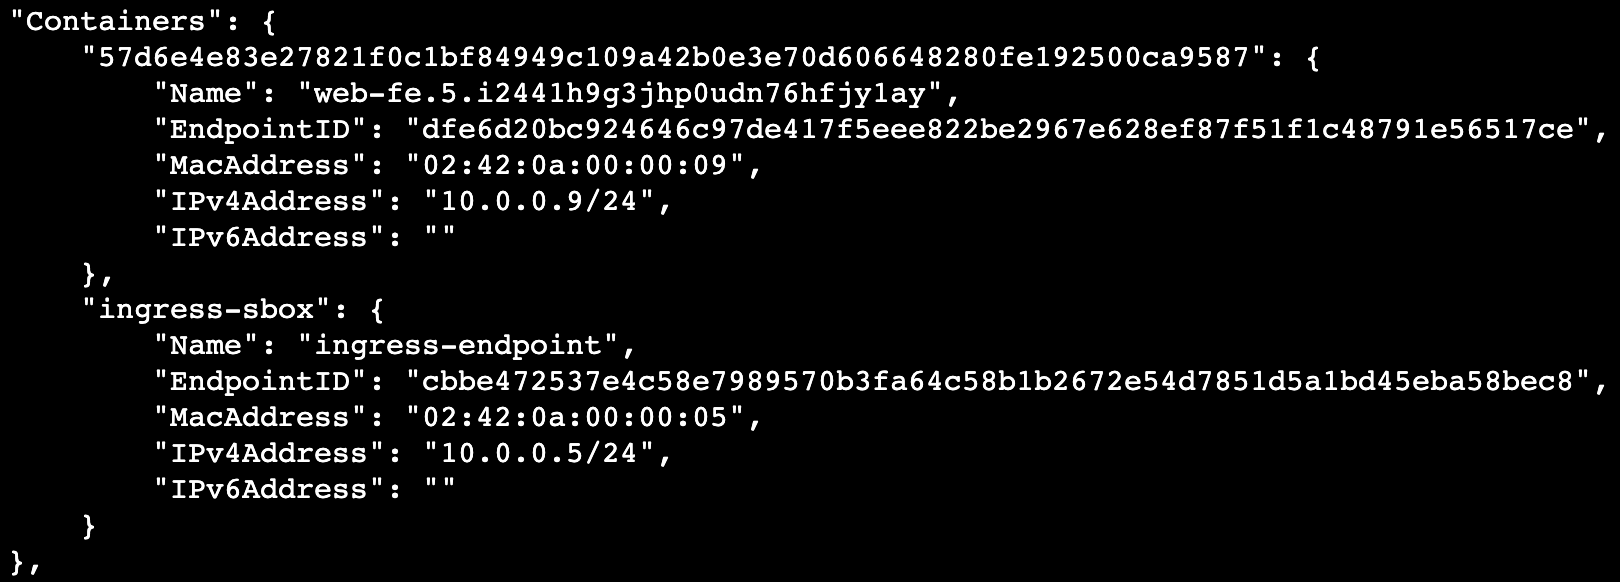 "Containers": {
    "57d6e4e83e27821f0c1bf84949c109a42b0e3e70d606648280fe192500ca9587": {
        "Name": "web-fe.5.i2441h9g3jhp0udn76hfjy1ay",
        "EndpointID": "dfe6d20bc924646c97de417f5eee822be2967e628ef87f51f1c48791e56517ce",
        "MacAddress": "02:42:0a:00:00:09",
        "IPv4Address": "10.0.0.9/24",
        "IPv6Address": ""
    },
    "ingress-sbox": {
        "Name": "ingress-endpoint",
        "EndpointID": "cbbe472537e4c58e7989570b3fa64c58b1b2672e54d7851d5a1bd45eba58bec8",
        "MacAddress": "02:42:0a:00:00:05",
        "IPv4Address": "10.0.0.5/24",
        "IPv6Address": ""
    }
},